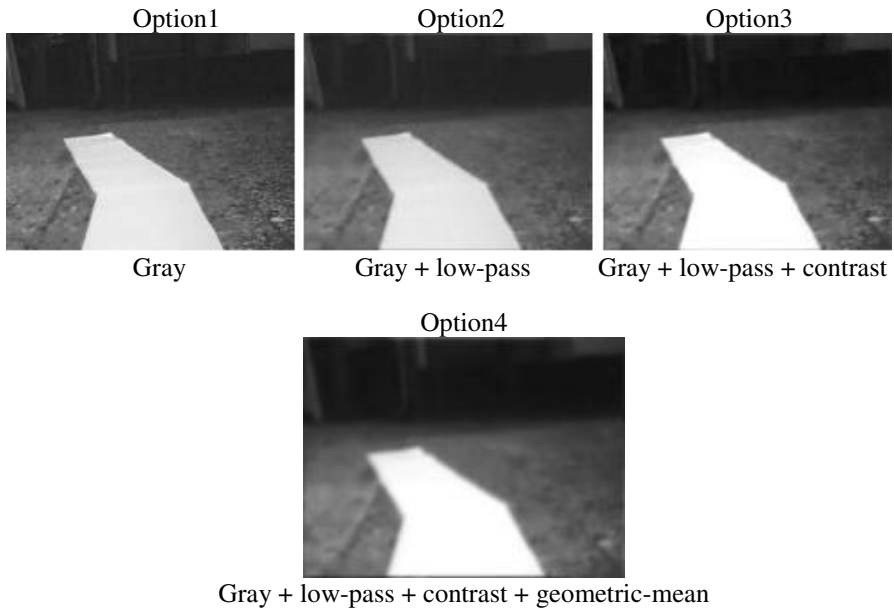 Option1
Option2
Option3
Gray
Gray + low-pass
Gray + low-pass + contrast
Option4
Gray + low-pass + contrast + geometric-mean